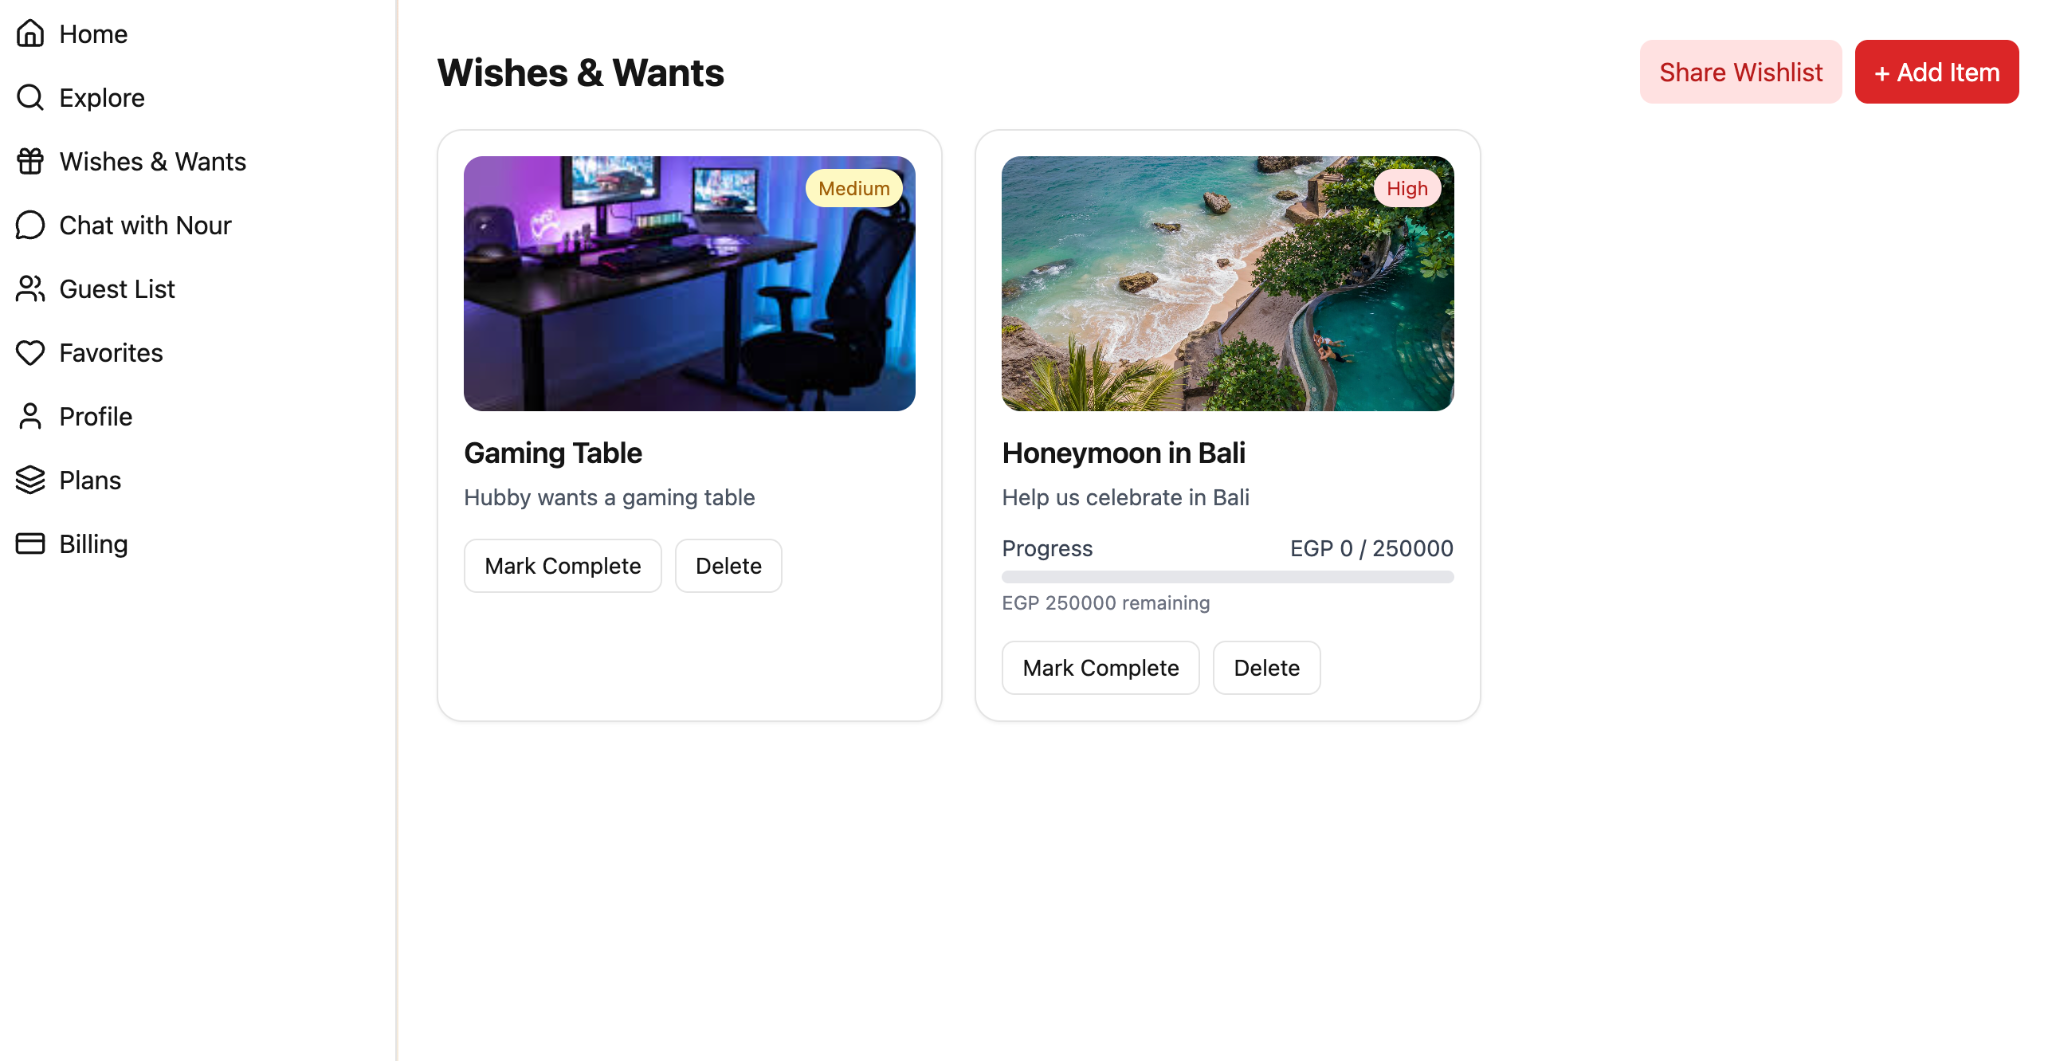 Home
Explore
Wishes & Wants
Chat with Nour
Guest List
Favorites
Profile
Plans
Billing
Wishes & Wants
Share Wishlist
+ Add Item
Medium
Gaming Table
Hubby wants a gaming table
Mark Complete
Delete
High
Honeymoon in Bali
Help us celebrate in Bali
Progress
EGP 0 / 250000
EGP 250000 remaining
Mark Complete
Delete